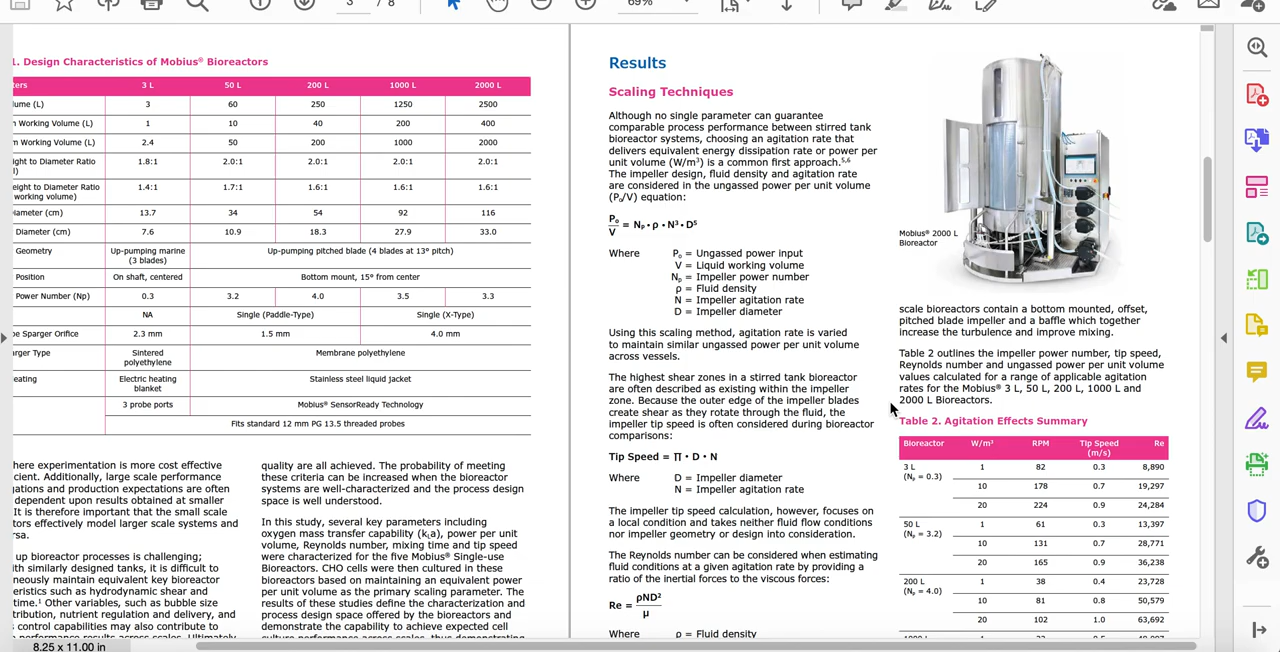 3 / 8
69%
1. Design Characteristics of Mobius® Bioreactors
ters 3 L 50 L 200 L 1000 L 2000 L
lume (L) 3 60 250 1250 2500
n Working Volume (L) 1 10 40 200 400
m Working Volume (L) 2.4 50 200 1000 2000
ight to Diameter Ratio 1.8:1 2.0:1 2.0:1 2.0:1 2.0:1
l)
eight to Diameter Ratio 1.4:1 1.7:1 1.6:1 1.6:1 1.6:1
working volume)
iameter (cm) 13.7 34 54 92 116
Diameter (cm) 7.6 10.9 18.3 27.9 33.0
Geometry Up-pumping marine Up-pumping pitched blade (4 blades at 13° pitch)
(3 blades)
Position On shaft, centered Bottom mount, 15° from center
Power Number (Np) 0.3 3.2 4.0 3.5 3.3
NA Single (Paddle-Type) Single (X-Type)
pe Sparger Orifice 2.3 mm 1.5 mm 4.0 mm
arger Type Sintered Membrane polyethylene
polyethylene
eating Electric heating Stainless steel liquid jacket
blanket
3 probe ports Mobius® SensorReady Technology
Fits standard 12 mm PG 13.5 threaded probes
here experimentation is more cost effective
cient. Additionally, large scale performance
gations and production expectations are often
dependent upon results obtained at smaller
It is therefore important that the small scale
tors effectively model larger scale systems and
rsa.
up bioreactor processes is challenging;
ith similarly designed tanks, it is difficult to
neously maintain equivalent key bioreactor
eristics such as hydrodynamic shear and
time.¹ Other variables, such as bubble size
tribution, nutrient regulation and delivery, and
control capabilities may also contribute to
performance results across scales. Ultimately
quality are all achieved. The probability of meeting
these criteria can be increased when the bioreactor
systems are well-characterized and the process design
space is well understood.
In this study, several key parameters including
oxygen mass transfer capability (kLa), power per unit
volume, Reynolds number, mixing time and tip speed
were characterized for the five Mobius® Single-use
Bioreactors. CHO cells were then cultured in these
bioreactors based on maintaining an equivalent power
per unit volume as the primary scaling parameter. The
results of these studies define the characterization and
process design space offered by the bioreactors and
demonstrate the capability to achieve expected cell
culture performance across scales, thus demonstrating
8.25 x 11.00 in
Results
Scaling Techniques
Although no single parameter can guarantee
comparable process performance between stirred tank
bioreactor systems, choosing an agitation rate that
delivers equivalent energy dissipation rate or power per
unit volume (W/m³) is a common first approach.⁵,⁶
The impeller design, fluid density and agitation rate
are considered in the ungassed power per unit volume
(Po/V) equation:
Po/V = Np•ρ•N³•D⁵
Where Po = Ungassed power input
V = Liquid working volume
Np = Impeller power number
ρ = Fluid density
N = Impeller agitation rate
D = Impeller diameter
Using this scaling method, agitation rate is varied
to maintain similar ungassed power per unit volume
across vessels.
The highest shear zones in a stirred tank bioreactor
are often described as existing within the impeller
zone. Because the outer edge of the impeller blades
create shear as they rotate through the fluid, the
impeller tip speed is often considered during bioreactor
comparisons:
Tip Speed = ∏ • D • N
Where D = Impeller diameter
N = Impeller agitation rate
The impeller tip speed calculation, however, focuses on
a local condition and takes neither fluid flow conditions
nor impeller geometry or design into consideration.
The Reynolds number can be considered when estimating
fluid conditions at a given agitation rate by providing a
ratio of the inertial forces to the viscous forces:
Re = ρND²/µ
Where ρ = Fluid density
Mobius® 2000 L
Bioreactor
scale bioreactors contain a bottom mounted, offset,
pitched blade impeller and a baffle which together
increase the turbulence and improve mixing.
Table 2 outlines the impeller power number, tip speed,
Reynolds number and ungassed power per unit volume
values calculated for a range of applicable agitation
rates for the Mobius® 3 L, 50 L, 200 L, 1000 L and
2000 L Bioreactors.
Table 2. Agitation Effects Summary
Bioreactor W/m³ RPM Tip Speed Re
(m/s)
3 L 1 82 0.3 8,890
(Np = 0.3)
10 178 0.7 19,297
20 224 0.9 24,284
50 L 1 61 0.3 13,397
(Np = 3.2)
10 131 0.7 28,771
20 165 0.9 36,238
200 L 1 38 0.4 23,728
(Np = 4.0)
10 81 0.8 50,579
20 102 1.0 63,692